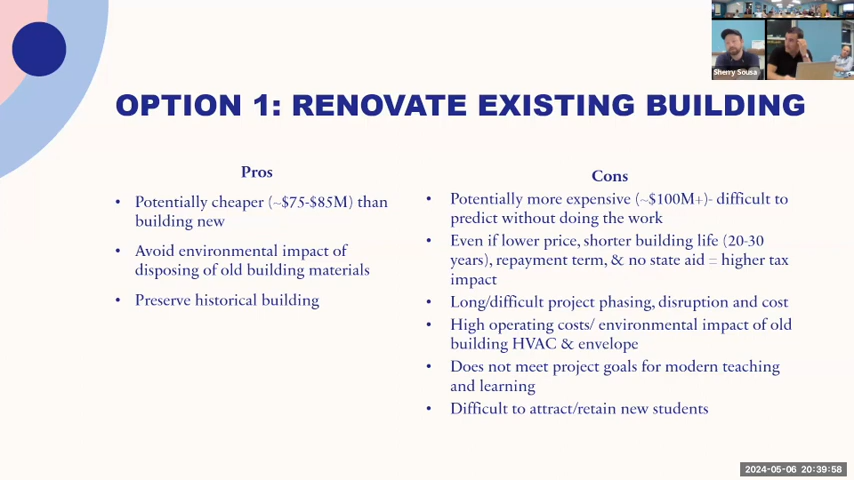 Sherry Sousa
OPTION 1: RENOVATE EXISTING BUILDING
Pros
• Potentially cheaper (~$75-$85M) than
building new
• Avoid environmental impact of
disposing of old building materials
• Preserve historical building
Cons
• Potentially more expensive (~$100M+)- difficult to
predict without doing the work
• Even if lower price, shorter building life (20-30
years), repayment term, & no state aid = higher tax
impact
• Long/difficult project phasing, disruption and cost
• High operating costs/ environmental impact of old
building HVAC & envelope
• Does not meet project goals for modern teaching
and learning
• Difficult to attract/retain new students
2024-05-06 20:39:58